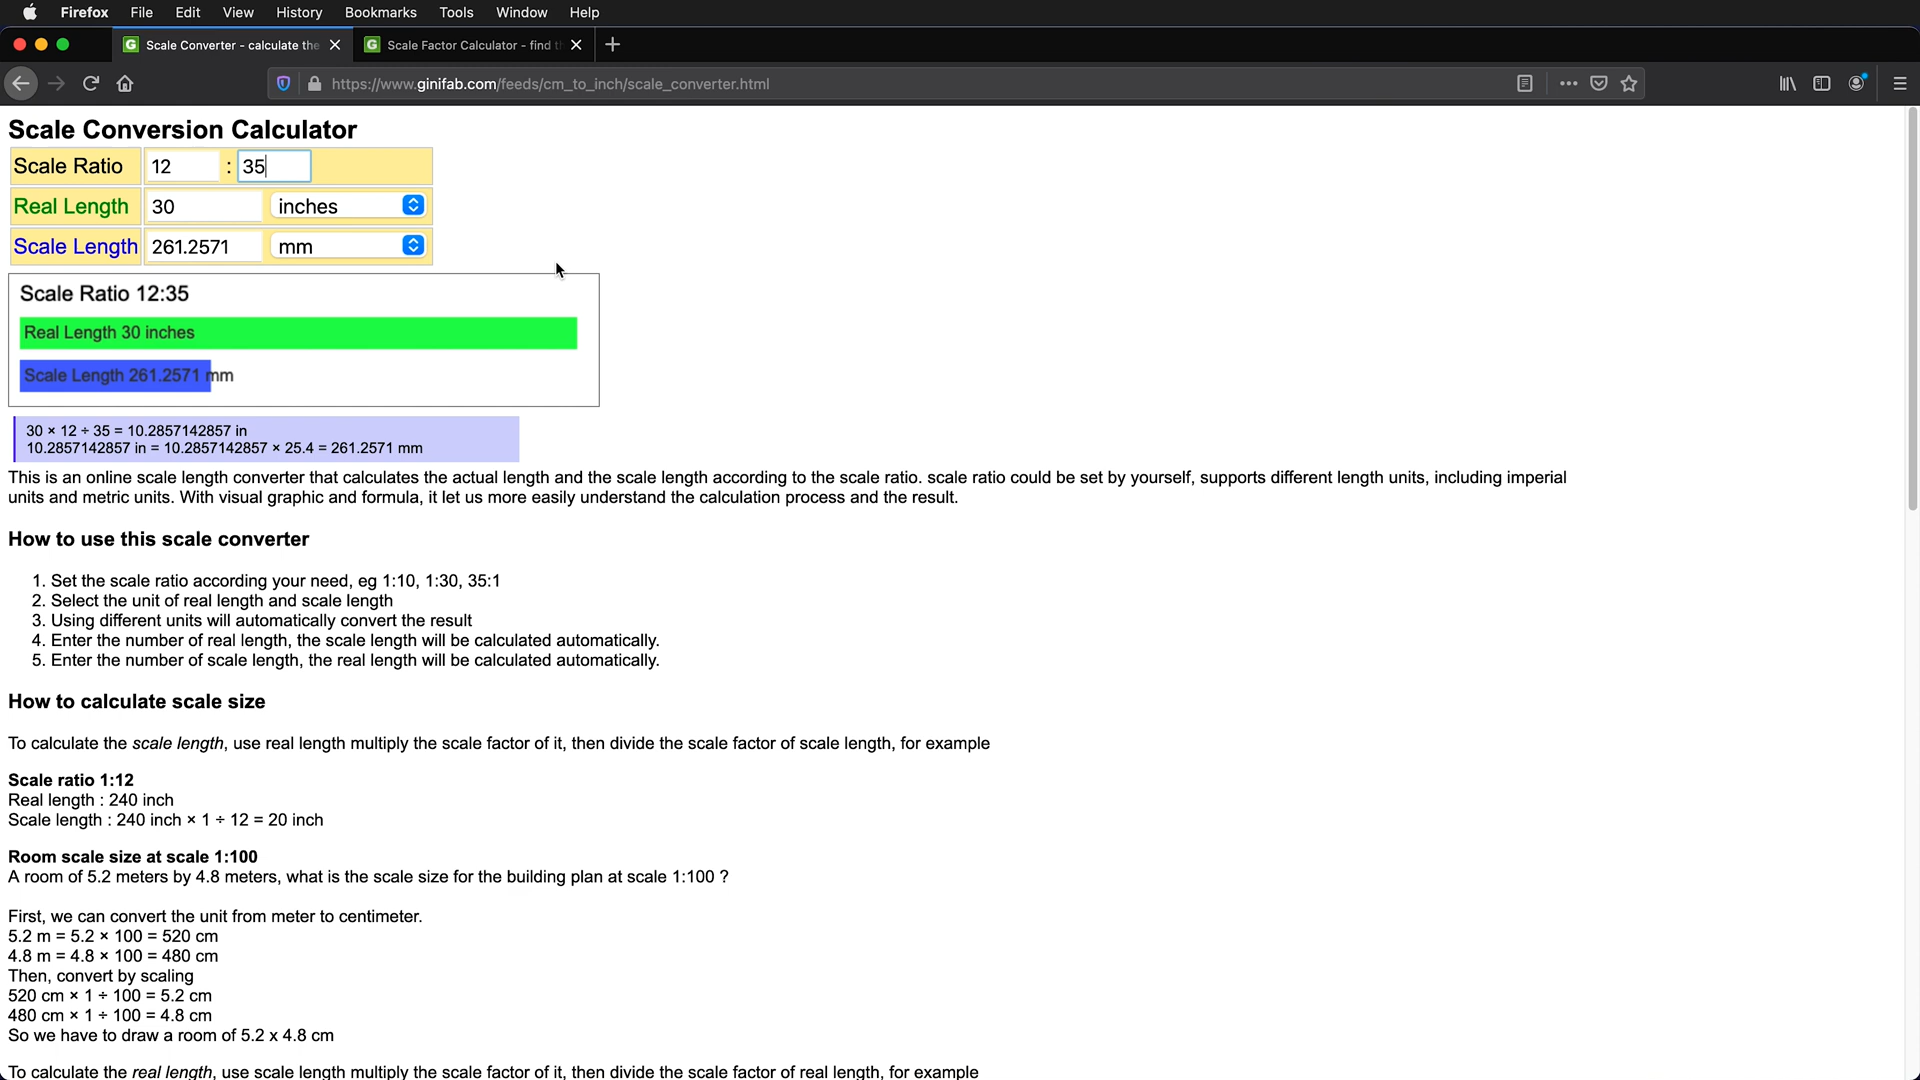 Firefox File Edit View History Bookmarks Tools Window Help
Scale Converter - calculate the
Scale Factor Calculator - find t
https://www.ginifab.com/feeds/cm_to_inch/scale_converter.html
Scale Conversion Calculator
Scale Ratio 12 : 35
Real Length 30 inches
Scale Length 261.2571 mm
Scale Ratio 12:35
Real Length 30 inches
Scale Length 261.2571 mm
30 × 12 ÷ 35 = 10.2857142857 in
10.2857142857 in = 10.2857142857 × 25.4 = 261.2571 mm
This is an online scale length converter that calculates the actual length and the scale length according to the scale ratio. scale ratio could be set by yourself, supports different length units, including imperial
units and metric units. With visual graphic and formula, it let us more easily understand the calculation process and the result.
How to use this scale converter
1. Set the scale ratio according your need, eg 1:10, 1:30, 35:1
2. Select the unit of real length and scale length
3. Using different units will automatically convert the result
4. Enter the number of real length, the scale length will be calculated automatically.
5. Enter the number of scale length, the real length will be calculated automatically.
How to calculate scale size
To calculate the scale length, use real length multiply the scale factor of it, then divide the scale factor of scale length, for example
Scale ratio 1:12
Real length : 240 inch
Scale length : 240 inch × 1 ÷ 12 = 20 inch
Room scale size at scale 1:100
A room of 5.2 meters by 4.8 meters, what is the scale size for the building plan at scale 1:100 ?
First, we can convert the unit from meter to centimeter.
5.2 m = 5.2 × 100 = 520 cm
4.8 m = 4.8 × 100 = 480 cm
Then, convert by scaling
520 cm × 1 ÷ 100 = 5.2 cm
480 cm × 1 ÷ 100 = 4.8 cm
So we have to draw a room of 5.2 x 4.8 cm
To calculate the real length, use scale length multiply the scale factor of it, then divide the scale factor of real length, for example